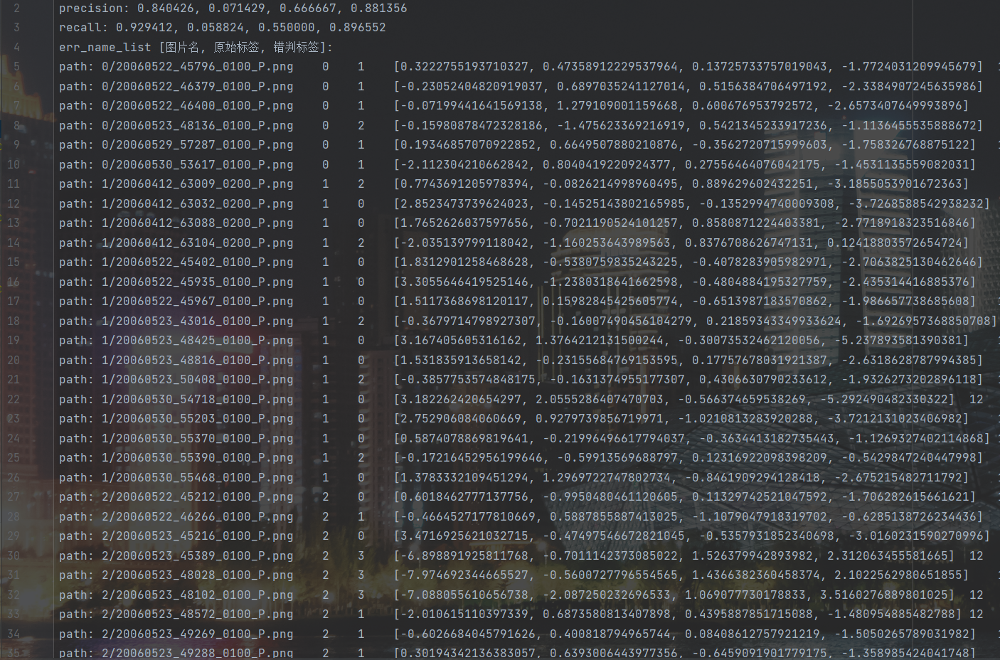 2 precision: 0.840426, 0.071429, 0.666667, 0.881356
3 recall: 0.929412, 0.058824, 0.550000, 0.896552
4 err_name_list [图片名, 原始标签, 错判标签]:
5 path: 0/20060522_45796_0100_P.png 0 1 [0.3222755193710327, 0.47358912229537964, 0.13725733757019043, -1.7724031209945679]
6 path: 0/20060522_46379_0100_P.png 0 1 [-0.23052404820919037, 0.6897035241127014, 0.5156384706497192, -2.3384907245635986]
7 path: 0/20060522_46400_0100_P.png 0 1 [-0.07199441641569138, 1.279109001159668, 0.600676953792572, -2.6573407649993896]
8 path: 0/20060523_48136_0100_P.png 0 2 [-0.15980878472328186, -1.475623369216919, 0.5421345233917236, -1.1136455535888672]
9 path: 0/20060529_57287_0100_P.png 0 1 [0.19346857070922852, 0.6649507880210876, -0.3562720715999603, -1.758326768875122]
10 path: 0/20060530_53617_0100_P.png 0 1 [-2.112304210662842, 0.8040419220924377, 0.27556464076042175, -1.4531135559082031]
11 path: 1/20060412_63009_0200_P.png 1 2 [0.7743691205978394, -0.0826214998960495, 0.889629602432251, -3.1855053901672363]
12 path: 1/20060412_63032_0200_P.png 1 0 [2.8523473739624023, -0.14525143802165985, -0.1352994740009308, -3.7268588542938232]
13 path: 1/20060412_63088_0200_P.png 1 0 [1.7652626037597656, -0.7021190524101257, 0.8580871224403381, -2.7718918323516846]
14 path: 1/20060412_63104_0200_P.png 1 2 [-2.035139799118042, -1.160253643989563, 0.8376708626747131, 0.12418803572654724]
15 path: 1/20060522_45402_0100_P.png 1 0 [1.8312901258468628, -0.5380759835243225, -0.4078283905982971, -2.7063825130462646]
16 path: 1/20060522_45935_0100_P.png 1 0 [3.3055646419525146, -1.2380318641662598, -0.4804884195327759, -2.435314416885376]
17 path: 1/20060522_45967_0100_P.png 1 0 [1.5117368698120117, 0.15982845425605774, -0.6513987183570862, -1.986657738685608]
18 path: 1/20060523_43016_0100_P.png 1 2 [-0.3679714798927307, -0.16007490456104279, 0.21859343349933624, -1.6926957368850708]
19 path: 1/20060523_48425_0100_P.png 1 0 [3.167405605316162, 1.3764212131500244, -0.30073532462120056, -5.237893581390381]
20 path: 1/20060523_48816_0100_P.png 1 0 [1.531835913658142, -0.23155684769153595, 0.17757678031921387, -2.6318628787994385]
21 path: 1/20060523_50408_0100_P.png 1 2 [-0.3857753574848175, -0.1631374955177307, 0.4306630790233612, -1.9326273202896118]
22 path: 1/20060530_54718_0100_P.png 1 0 [3.182262420654297, 2.0555286407470703, -0.566374659538269, -5.292490482330322] 12
23 path: 1/20060530_55203_0100_P.png 1 0 [2.752906084060669, 0.9279739856719971, -1.0210813283920288, -3.7212131023406982]
24 path: 1/20060530_55370_0100_P.png 1 0 [0.5874078869819641, -0.21996496617794037, -0.3634413182735443, -1.1269327402114868]
25 path: 1/20060530_55390_0100_P.png 1 2 [-0.17216452956199646, -0.59913569688797, 0.12316922098398209, -0.5429847240447998]
26 path: 1/20060530_55468_0100_P.png 1 0 [1.3783332109451294, 1.2969722747802734, -0.8461909294128418, -2.675215482711792]
27 path: 2/20060522_45212_0100_P.png 2 0 [0.6018462777137756, -0.9950480461120605, 0.11329742521047592, -1.706282615661621]
28 path: 2/20060522_46266_0100_P.png 2 1 [-0.4664527177810669, 0.5887855887413025, -1.1079047918319702, -0.6285138726234436]
29 path: 2/20060523_45216_0100_P.png 2 0 [3.4716925621032715, -0.47497546672821045, -0.5357931852340698, -3.0160231590270996]
30 path: 2/20060523_45389_0100_P.png 2 3 [-6.898891925811768, -0.7011142373085022, 1.526379942893982, 2.312063455581665] 12
31 path: 2/20060523_48028_0100_P.png 2 3 [-7.974692344665527, -0.5600727796554565, 1.4366382360458374, 2.1022562980651855]
32 path: 2/20060523_48102_0100_P.png 2 3 [-7.088055610656738, -2.087250232696533, 1.069077730178833, 3.5160276889801025] 12
33 path: 2/20060523_48572_0100_P.png 2 1 [-2.010615110397339, 0.6873580813407898, 0.4395887851715088, -1.480954885482788] 12
34 path: 2/20060523_49269_0100_P.png 2 1 [-0.6026684045791626, 0.400818794965744, 0.08408612757921219, -1.5050265789031982]
35 path: 2/20060523_49288_0100_P.png 2 1 [0.30194342136383057, 0.6393006443977356, -0.6459091901779175, -1.358985424041748]